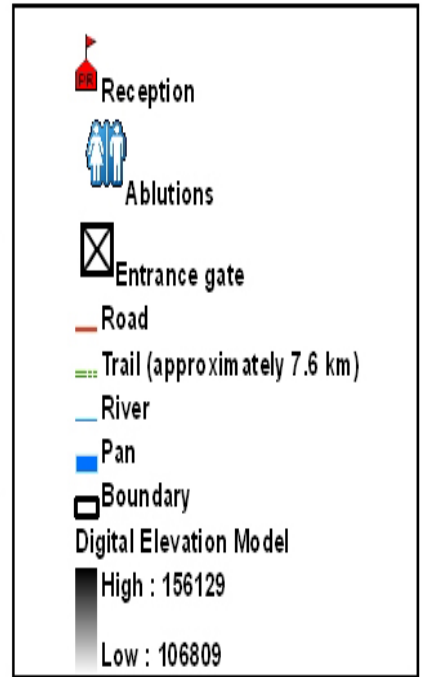 PR
Reception
Ablutions
Entrance gate
Road
Trail (approximately 7.6 km)
River
Pan
Boundary
Digital Elevation Model
High : 156129
Low : 106809